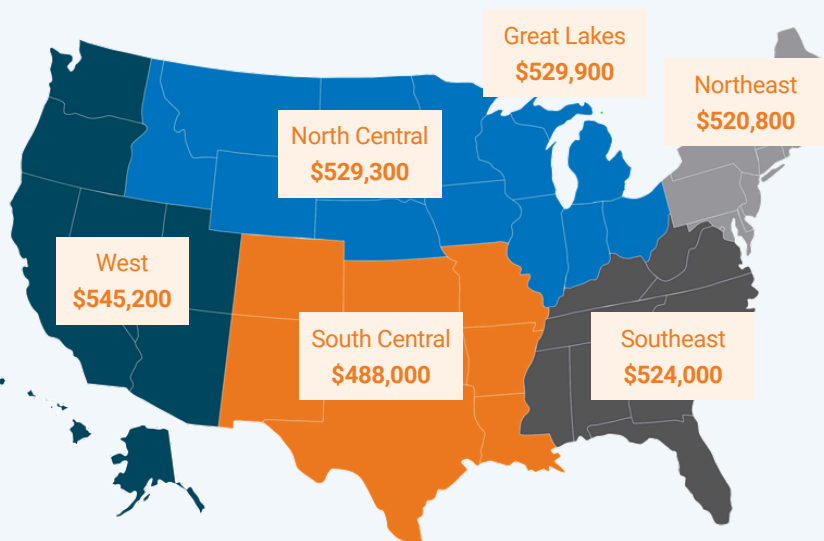 Great Lakes
$529,900
Northeast
$520,800
North Central
$529,300
West
$545,200
South Central
$488,000
Southeast
$524,000